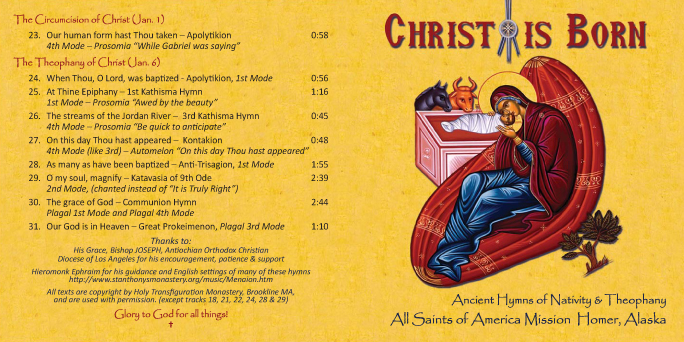 The Circumcision of Christ (Jan. 1)
23. Our human form hast Thou taken – Apolytikion 0:58
4th Mode – Prosomia "While Gabriel was saying"
The Theophany of Christ (Jan. 6)
24. When Thou, O Lord, was baptized - Apolytikion, 1st Mode 0:56
25. At Thine Epiphany – 1st Kathisma Hymn 1:16
1st Mode – Prosomia "Awed by the beauty"
26. The streams of the Jordan River – 3rd Kathisma Hymn 0:45
4th Mode – Prosomia "Be quick to anticipate"
27. On this day Thou hast appeared – Kontakion 0:48
4th Mode (like 3rd) – Automelon "On this day Thou hast appeared"
28. As many as have been baptized – Anti-Trisagion, 1st Mode 1:55
29. O my soul, magnify – Katavasia of 9th Ode 2:39
2nd Mode, (chanted instead of "It is Truly Right")
30. The grace of God – Communion Hymn 2:44
Plagal 1st Mode and Plagal 4th Mode
31. Our God is in Heaven – Great Prokeimenon, Plagal 3rd Mode 1:10
Thanks to:
His Grace, Bishop JOSEPH, Antiochian Orthodox Christian
Diocese of Los Angeles for his encouragement, patience & support
Hieromonk Ephraim for his guidance and English settings of many of these hymns
http://www.stanthonysmonastery.org/music/Menaion.htm
All texts are copyright by Holy Transfiguration Monastery, Brookline MA,
and are used with permission. (except tracks 18, 21, 22, 24, 28 & 29)
Glory to God for all things!
Christ is Born
Ancient Hymns of Nativity & Theophany
All Saints of America Mission Homer, Alaska